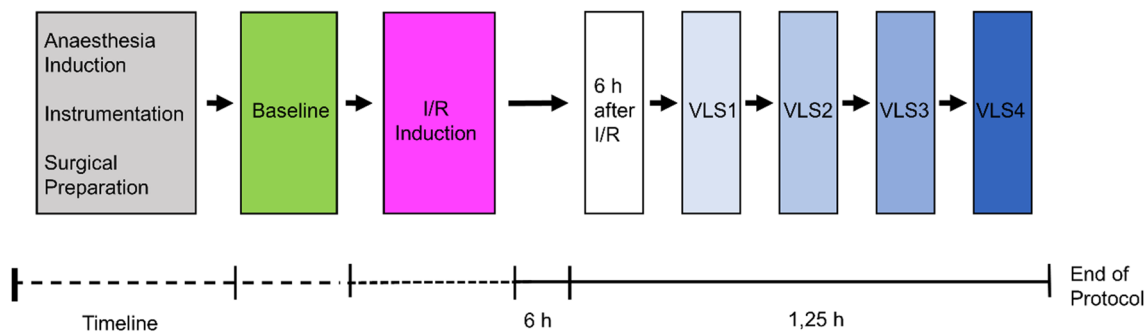 Anaesthesia
Induction
Instrumentation
Surgical
Preparation
Baseline
I/R
Induction
6 h
after
I/R
VLS1
VLS2
VLS3
VLS4
Timeline
6 h
1,25 h
End of
Protocol